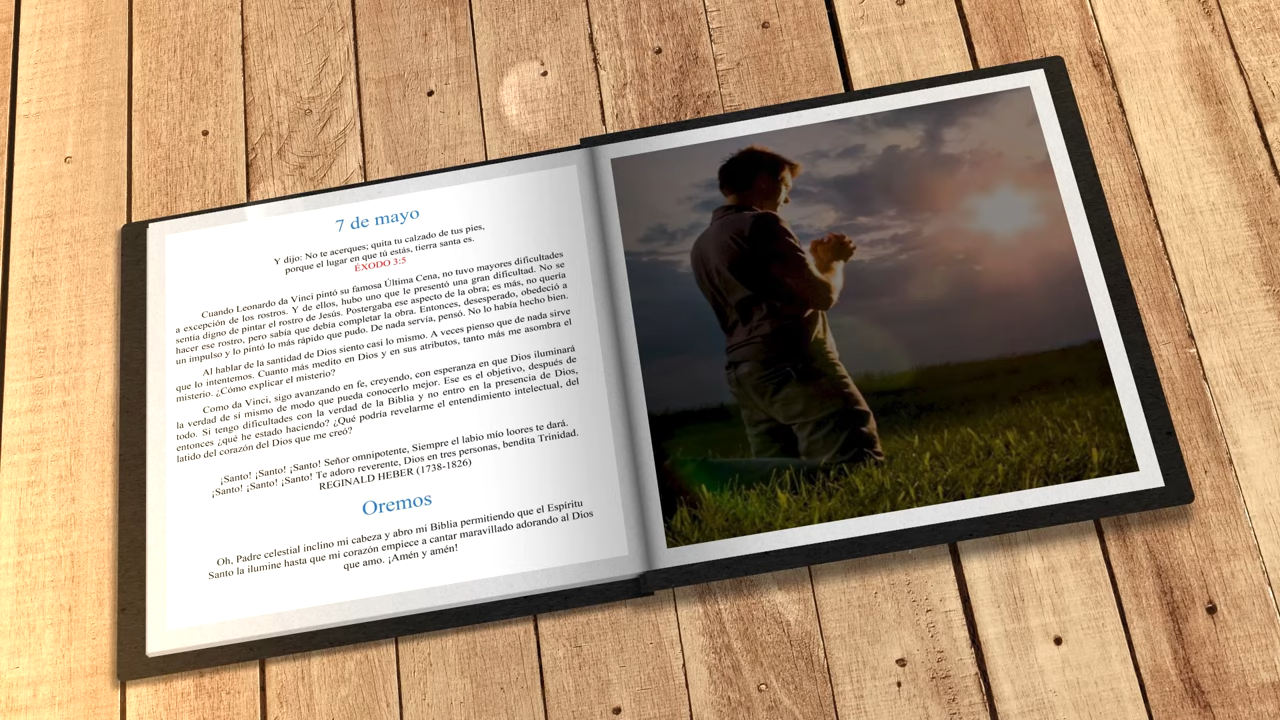 7 de mayo
Y dijo: No te acerques; quita tu calzado de tus pies,
porque el lugar en que tú estás, tierra santa es.
ÉXODO 3:5
Cuando Leonardo da Vinci pintó su famosa Última Cena, no tuvo mayores dificultades
a excepción de los rostros. Y de ellos, hubo uno que le presentó una gran dificultad. No se
sentía digno de pintar el rostro de Jesús. Postergaba ese aspecto de la obra; es más, no quería
hacer ese rostro, pero sabía que debía completar la obra. Entonces, desesperado, obedeció a
un impulso y lo pintó lo más rápido que pudo. De nada servía, pensó. No lo había hecho bien.
Al hablar de la santidad de Dios siento casi lo mismo. A veces pienso que de nada sirve
que lo intentemos. Cuanto más medito en Dios y en sus atributos, tanto más me asombra el
misterio. ¿Cómo explicar el misterio?
Como da Vinci, sigo avanzando en fe, creyendo, con esperanza en que Dios iluminará
la verdad de sí mismo de modo que pueda conocerlo mejor. Ese es el objetivo, después de
todo. Si tengo dificultades con la verdad de la Biblia y no entro en la presencia de Dios,
entonces ¿qué he estado haciendo? ¿Qué podría revelarme el entendimiento intelectual, del
latido del corazón del Dios que me creó?
¡Santo! ¡Santo! ¡Santo! Señor omnipotente, Siempre el labio mío loores te dará.
¡Santo! ¡Santo! ¡Santo! Te adoro reverente, Dios en tres personas, bendita Trinidad.
REGINALD HEBER (1738-1826)
Oremos
Oh, Padre celestial inclino mi cabeza y abro mi Biblia permitiendo que el Espíritu
Santo la ilumine hasta que mi corazón empiece a cantar maravillado adorando al Dios
que amo. ¡Amén y amén!